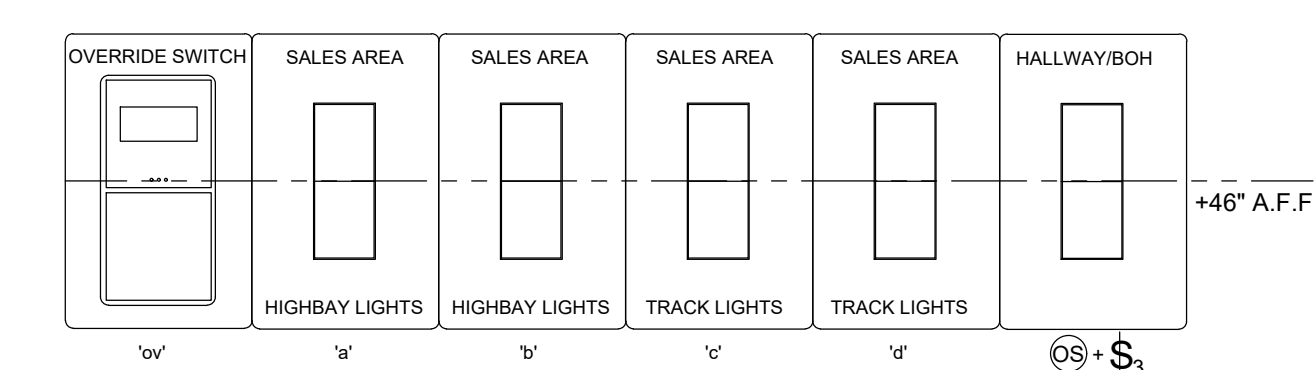 OVERRIDE SWITCH
SALES AREA
SALES AREA
SALES AREA
SALES AREA
HALLWAY/BOH
+46" A.F.F
HIGHBAY LIGHTS
HIGHBAY LIGHTS
TRACK LIGHTS
TRACK LIGHTS
'ov'
'a'
'b'
'c'
'd'
OS + $3